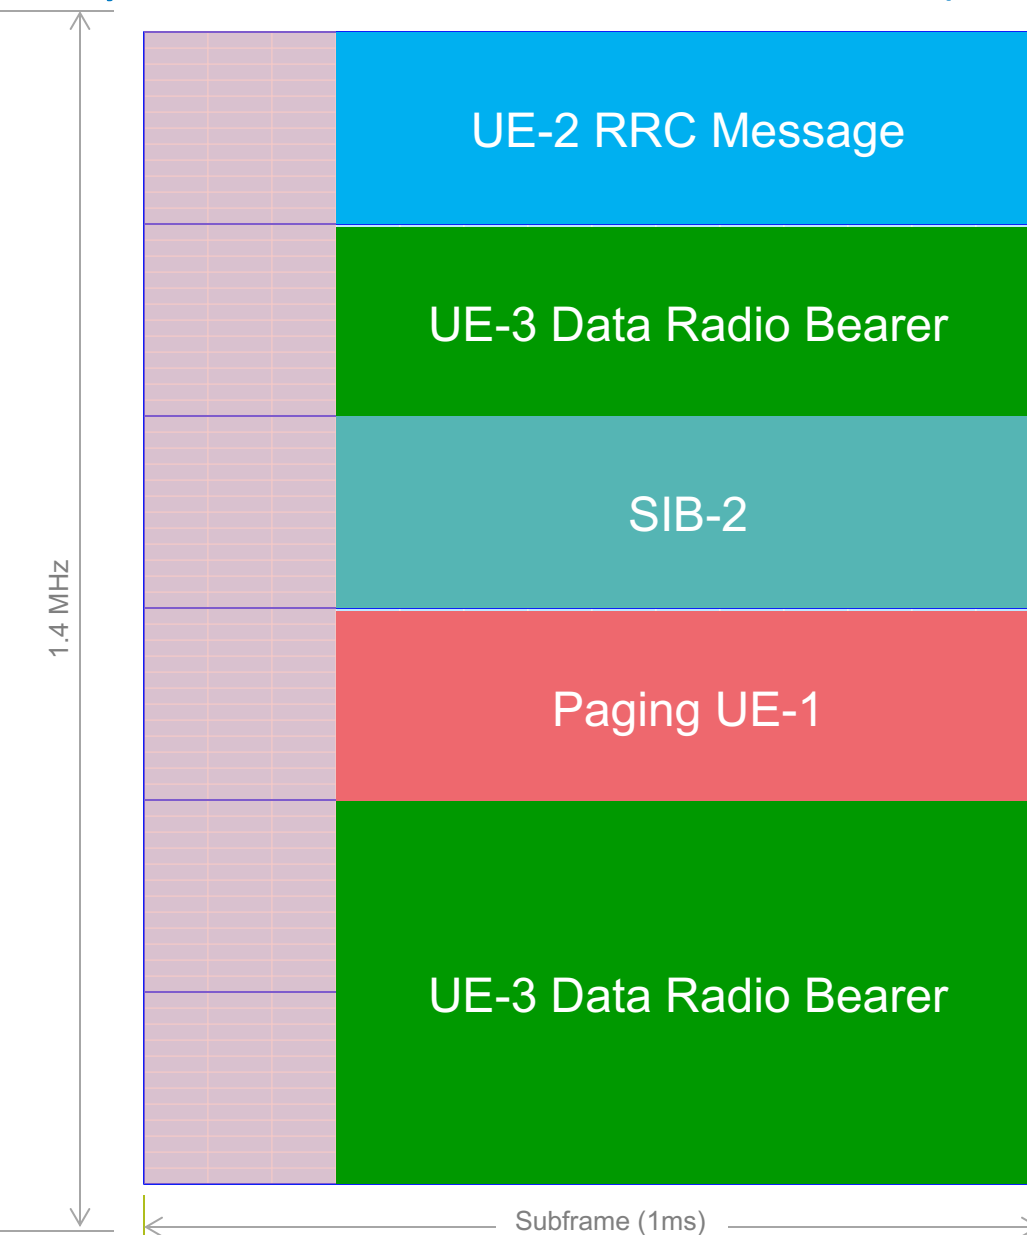 UE-2 RRC Message
UE-3 Data Radio Bearer
SIB-2
1.4 MHz
Paging UE-1
UE-3 Data Radio Bearer
Subframe (1ms)